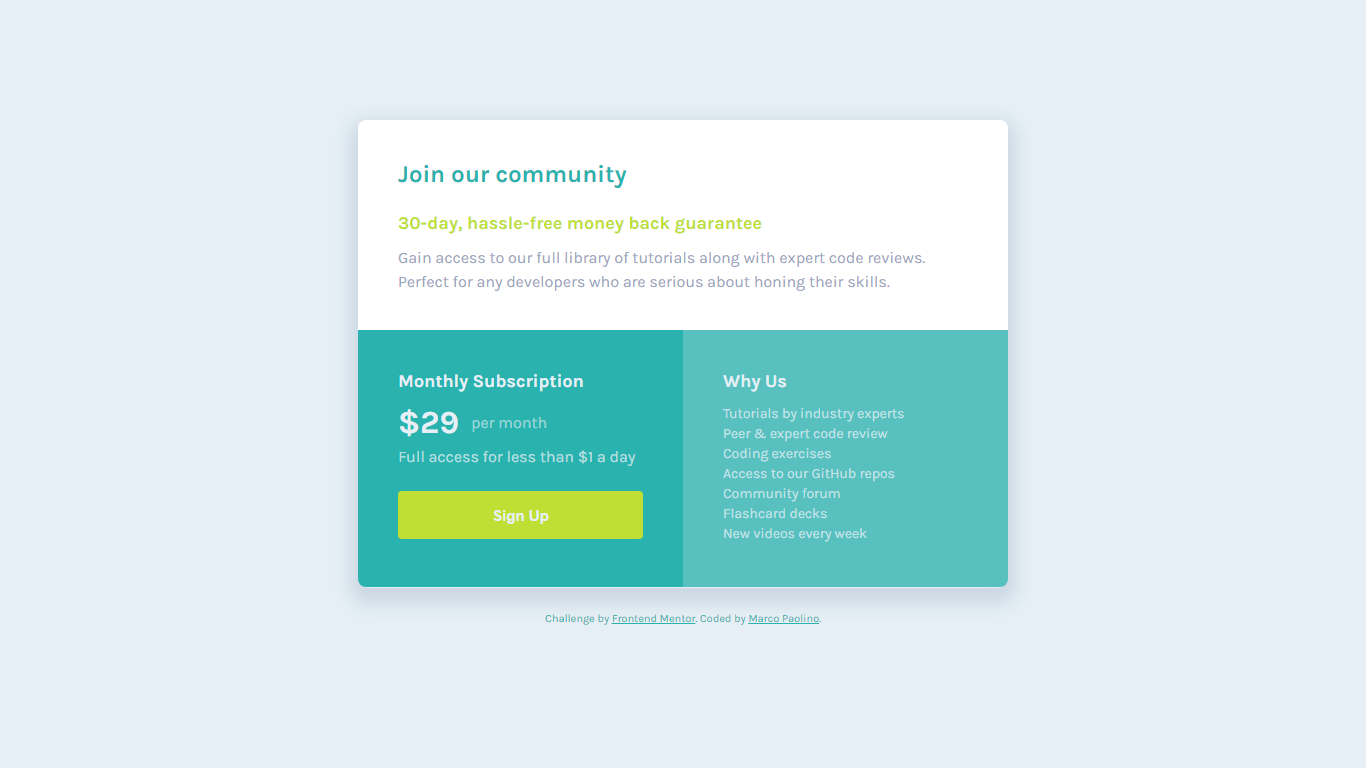 Join our community
30-day, hassle-free money back guarantee
Gain access to our full library of tutorials along with expert code reviews.
Perfect for any developers who are serious about honing their skills.
Monthly Subscription
$29 per month
Full access for less than $1 a day
Sign Up
Why Us
Tutorials by industry experts
Peer & expert code review
Coding exercises
Access to our GitHub repos
Community forum
Flashcard decks
New videos every week
Challenge by Frontend Mentor. Coded by Marco Paolino.